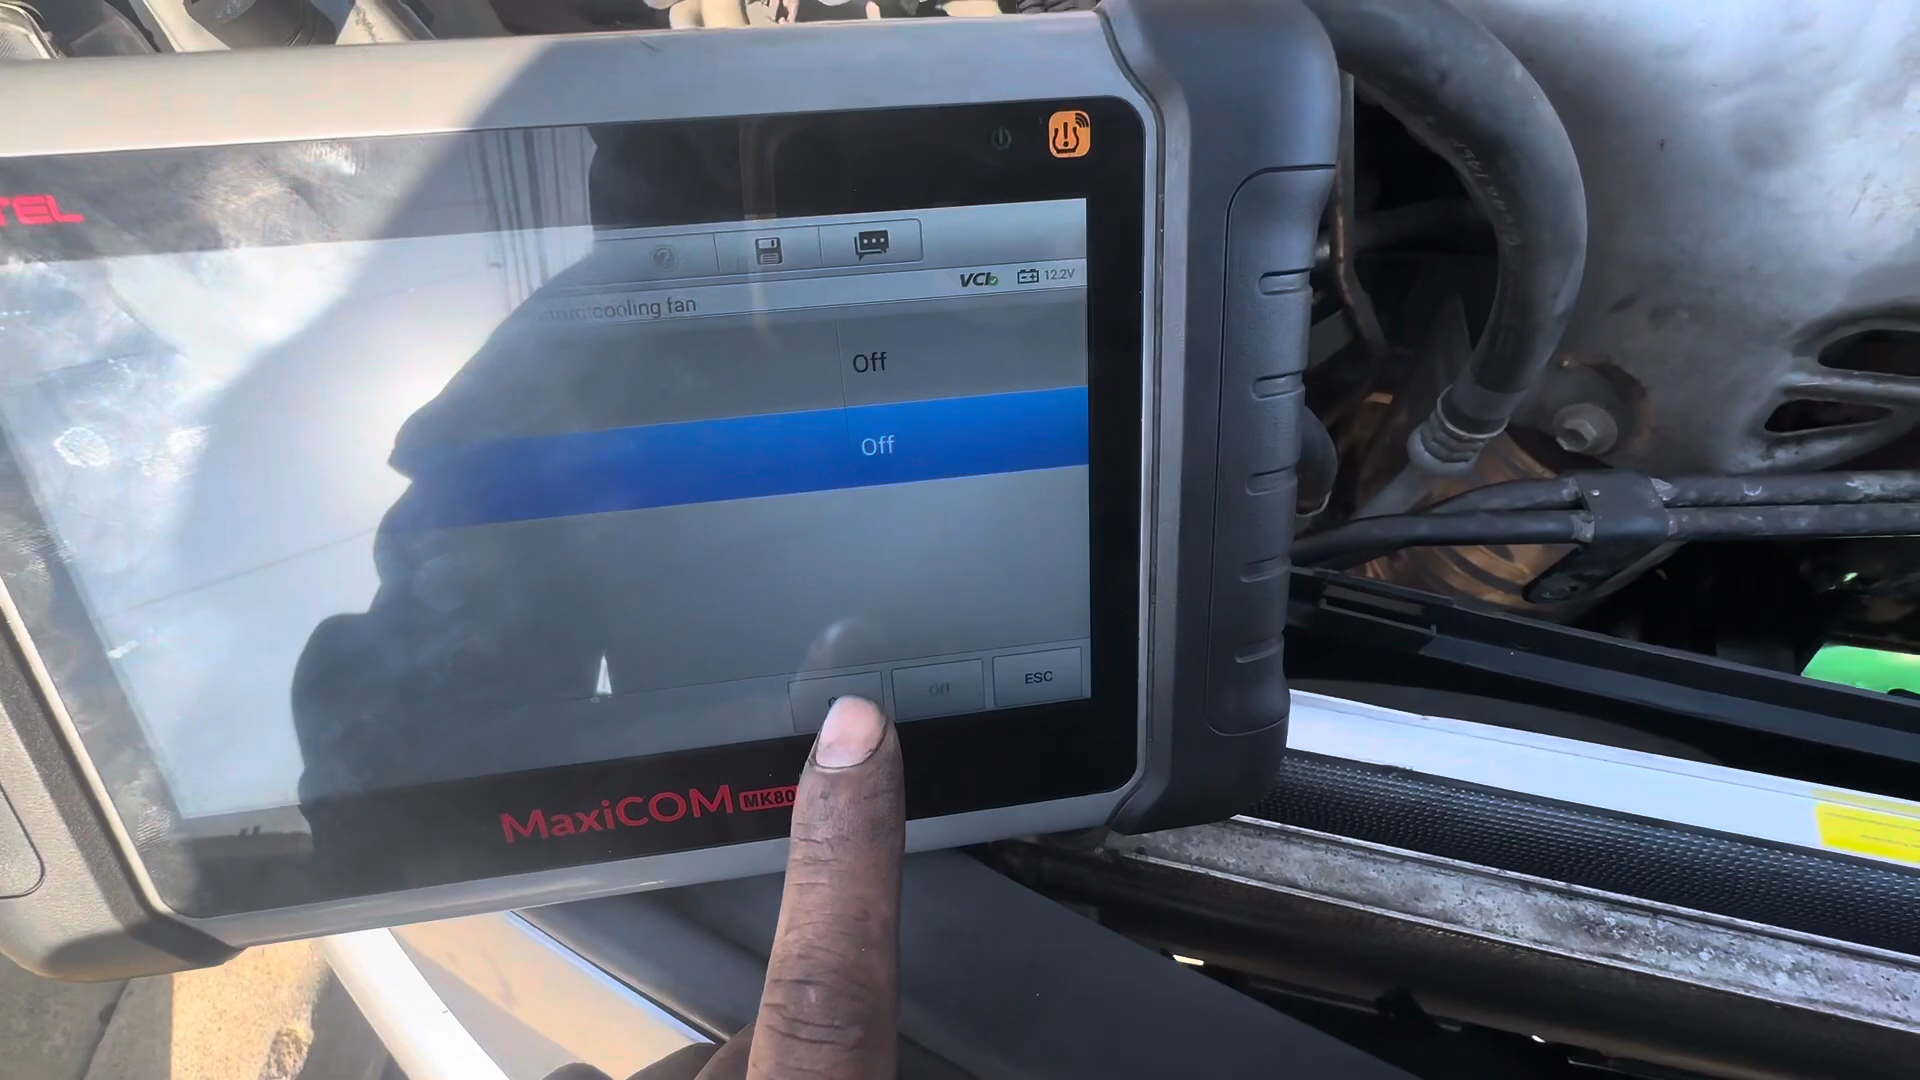 TEL
VCI 12.2V
cooling fan
Off
Off
Off ESC
MaxiCOM MK80